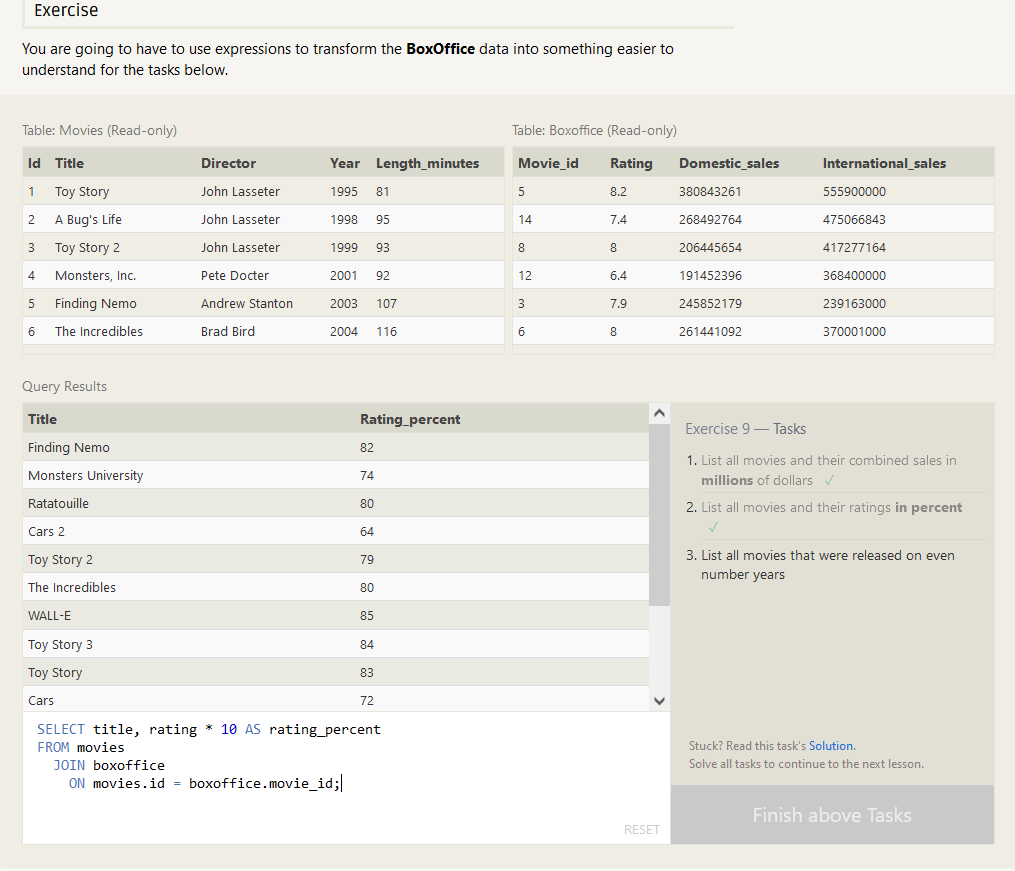 Exercise
You are going to have to use expressions to transform the BoxOffice data into something easier to
understand for the tasks below.
Table: Movies (Read-only)
Id Title Director Year Length_minutes
1 Toy Story John Lasseter 1995 81
2 A Bug's Life John Lasseter 1998 95
3 Toy Story 2 John Lasseter 1999 93
4 Monsters, Inc. Pete Docter 2001 92
5 Finding Nemo Andrew Stanton 2003 107
6 The Incredibles Brad Bird 2004 116
Table: Boxoffice (Read-only)
Movie_id Rating Domestic_sales International_sales
5 8.2 380843261 555900000
14 7.4 268492764 475066843
8 8 206445654 417277164
12 6.4 191452396 368400000
3 7.9 245852179 239163000
6 8 261441092 370001000
Query Results
Title Rating_percent
Finding Nemo 82
Monsters University 74
Ratatouille 80
Cars 2 64
Toy Story 2 79
The Incredibles 80
WALL-E 85
Toy Story 3 84
Toy Story 83
Cars 72
SELECT title, rating * 10 AS rating_percent
FROM movies
JOIN boxoffice
ON movies.id = boxoffice.movie_id;
RESET
Exercise 9 — Tasks
1. List all movies and their combined sales in
millions of dollars ✓
2. List all movies and their ratings in percent
✓
3. List all movies that were released on even
number years
Stuck? Read this task's Solution.
Solve all tasks to continue to the next lesson.
Finish above Tasks